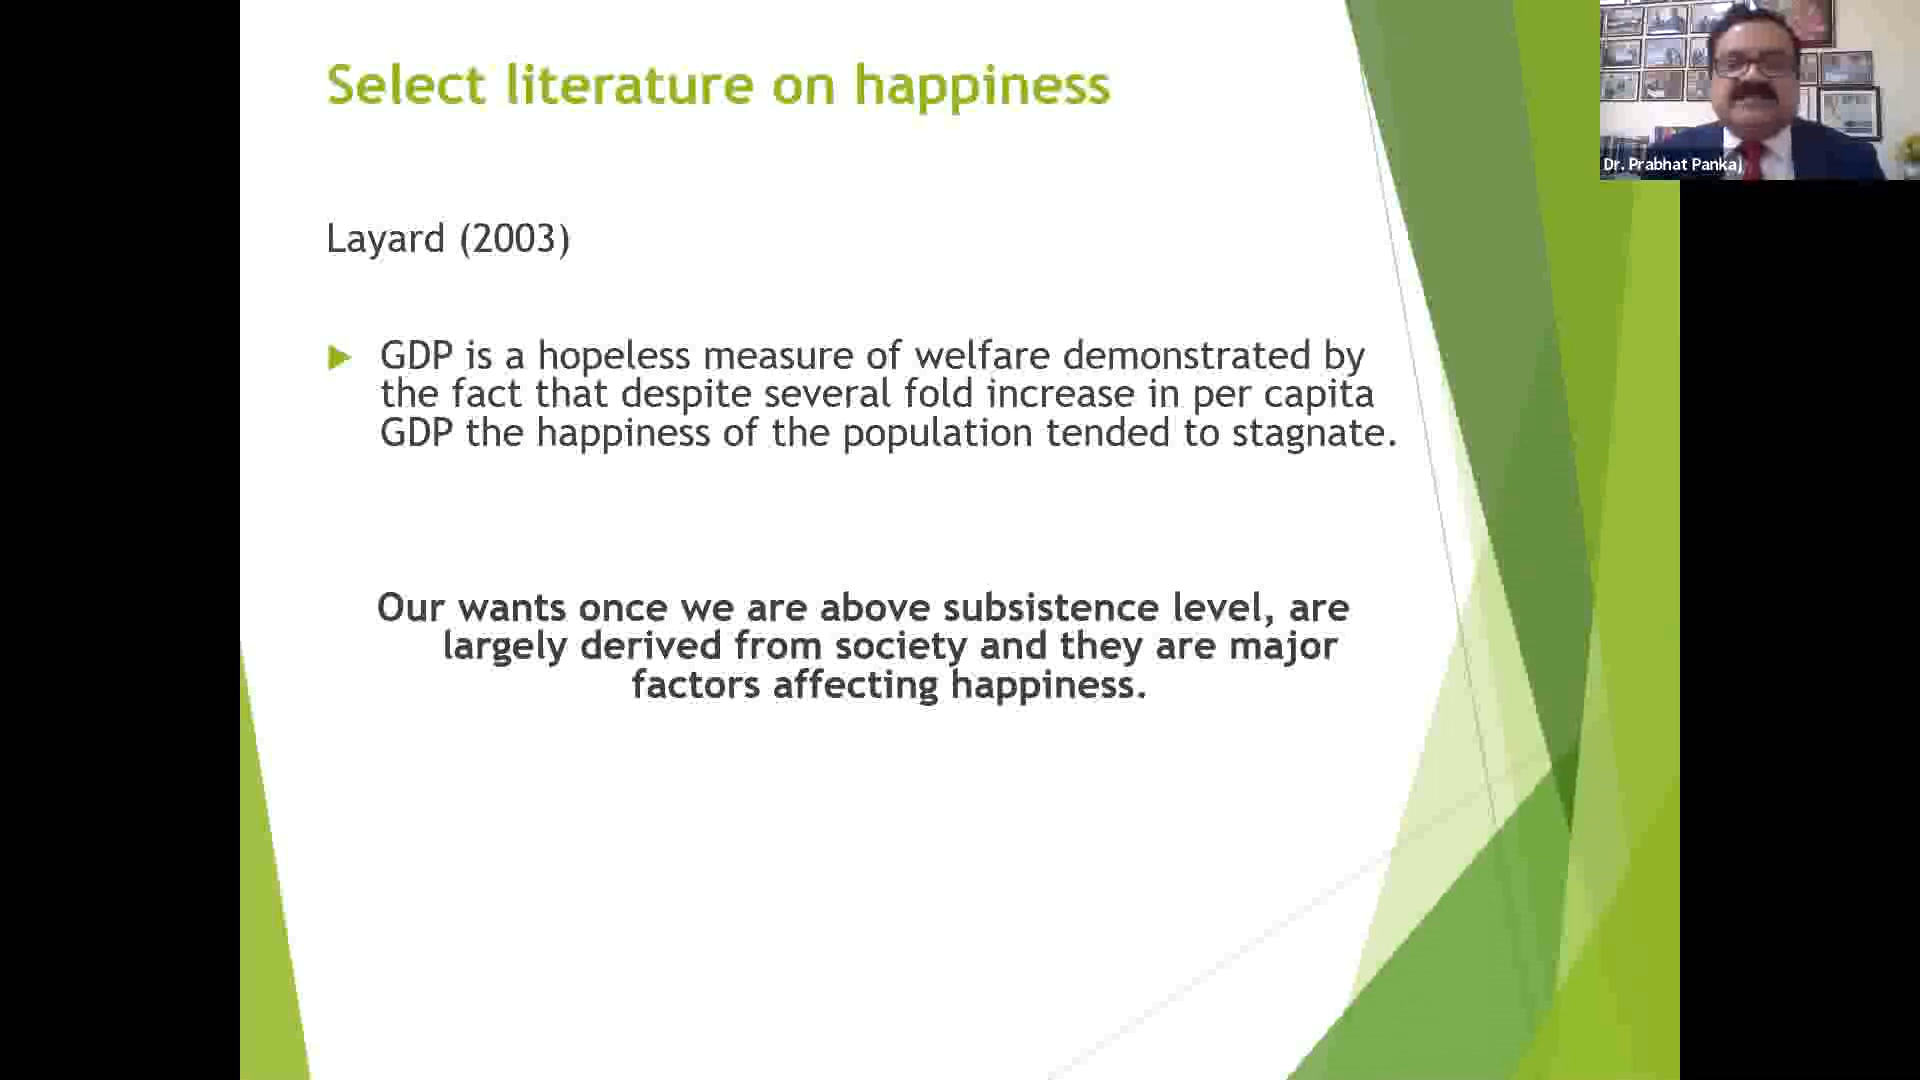 Select literature on happiness
Dr. Prabhat Pankaj
Layard (2003)
GDP is a hopeless measure of welfare demonstrated by
the fact that despite several fold increase in per capita
GDP the happiness of the population tended to stagnate.
Our wants once we are above subsistence level, are
largely derived from society and they are major
factors affecting happiness.